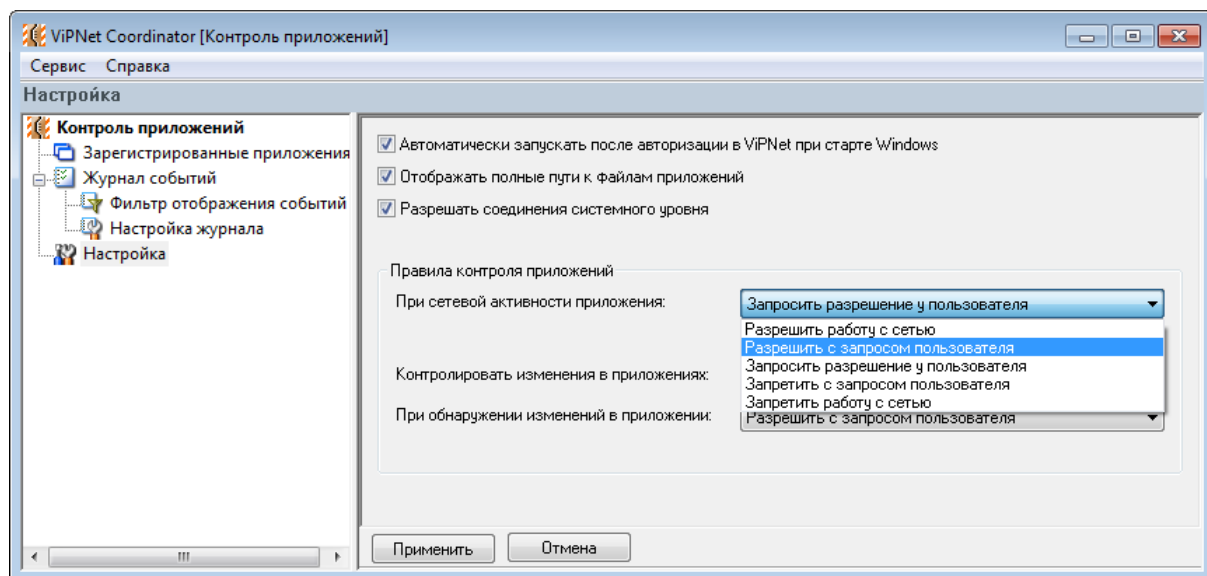 ViPNet Coordinator [Контроль приложений]
Сервис Справка
Настройка
Контроль приложений
Зарегистрированные приложения
Журнал событий
Фильтр отображения событий
Настройка журнала
Настройка
Автоматически запускать после авторизации в ViPNet при старте Windows
Отображать полные пути к файлам приложений
Разрешать соединения системного уровня
Правила контроля приложений
При сетевой активности приложения:
Запросить разрешение у пользователя
Разрешить работу с сетью
Разрешить с запросом пользователя
Запросить разрешение у пользователя
Запретить с запросом пользователя
Запретить работу с сетью
Контролировать изменения в приложениях:
При обнаружении изменений в приложении:
Разрешить с запросом пользователя
Применить Отмена